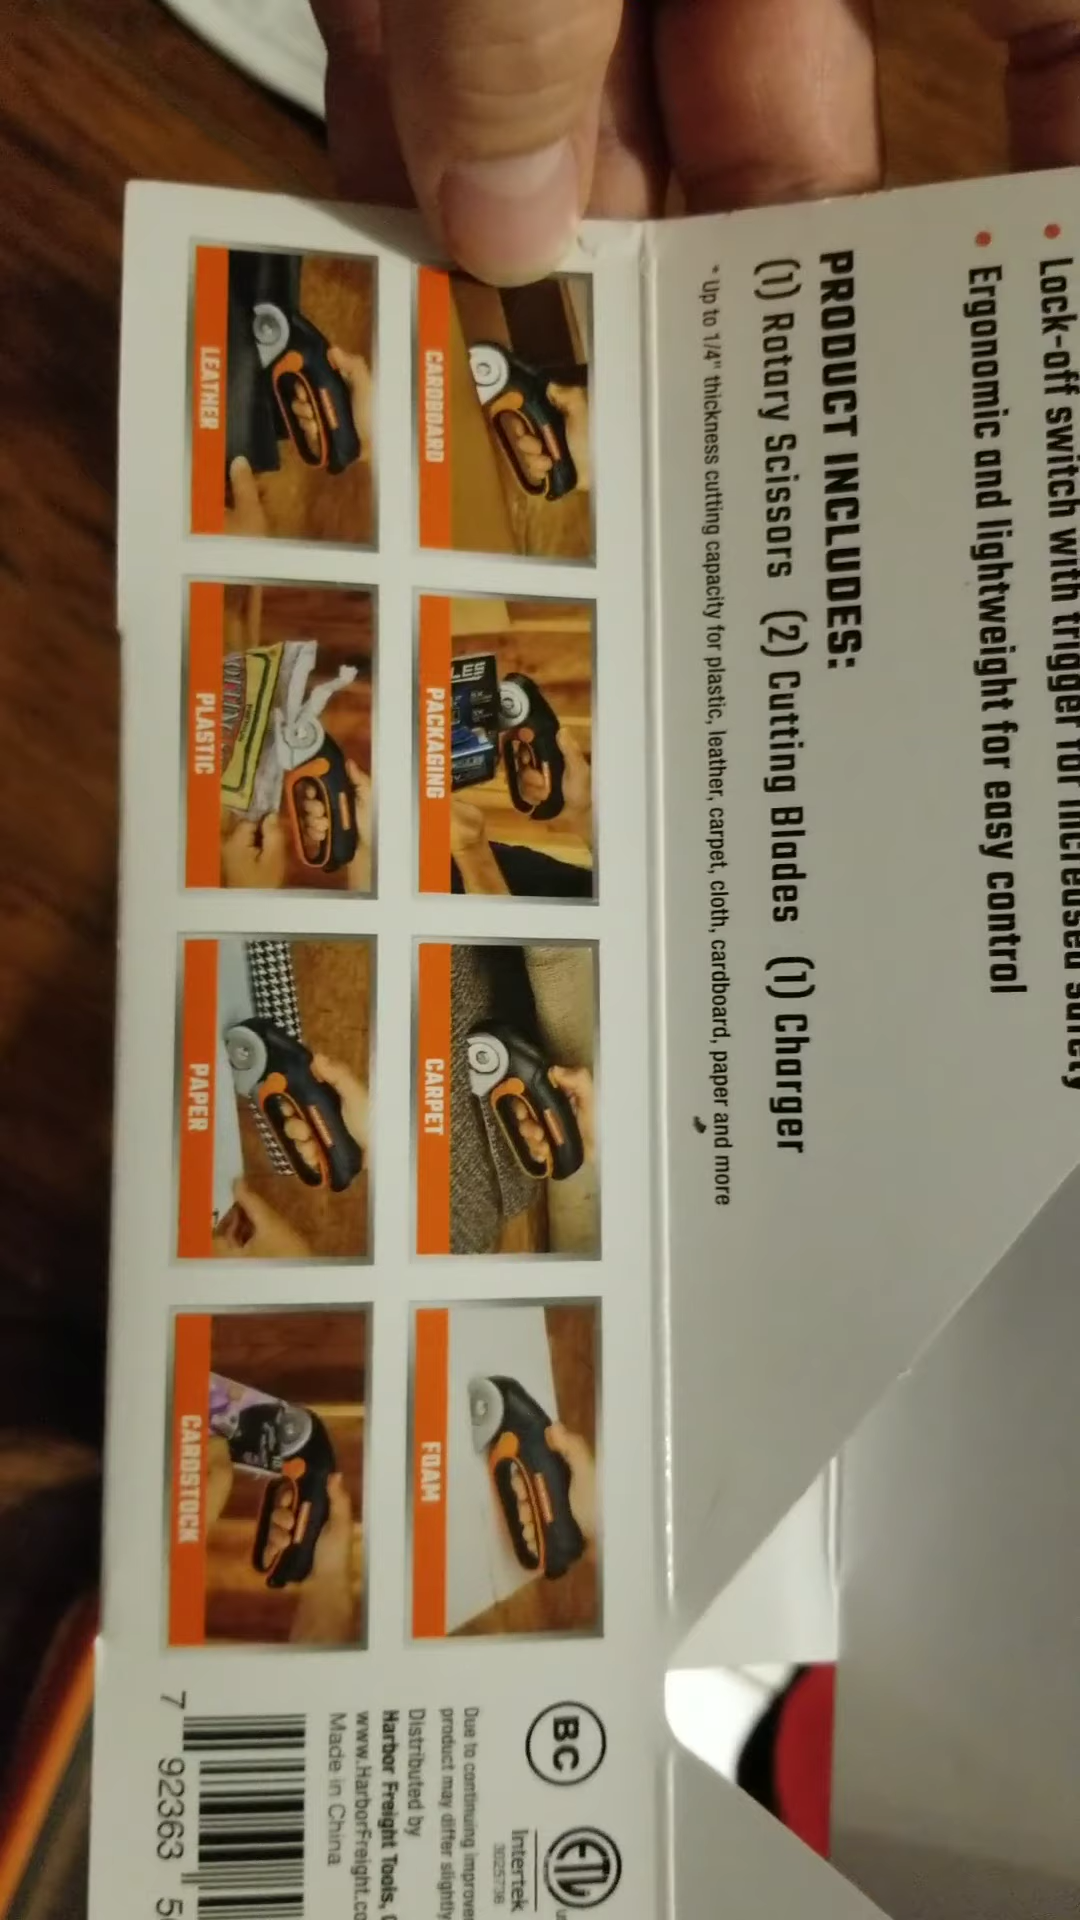 Lock-off switch with trigger for increased safety
Ergonomic and lightweight for easy control
PRODUCT INCLUDES:
(1) Rotary Scissors (2) Cutting Blades (1) Charger
* Up to 1/4" thickness cutting capacity for plastic, leather, carpet, cloth, cardboard, paper and more
CARDBOARD
PACKAGING
CARPET
FOAM
LEATHER
PLASTIC
PAPER
CARDSTOCK
BC
ETL
Intertek
3025736
Due to continuing improve
product may differ slightly
Distributed by
Harbor Freight Tools,
www.HarborFreight.co
Made in China
7 92363 5